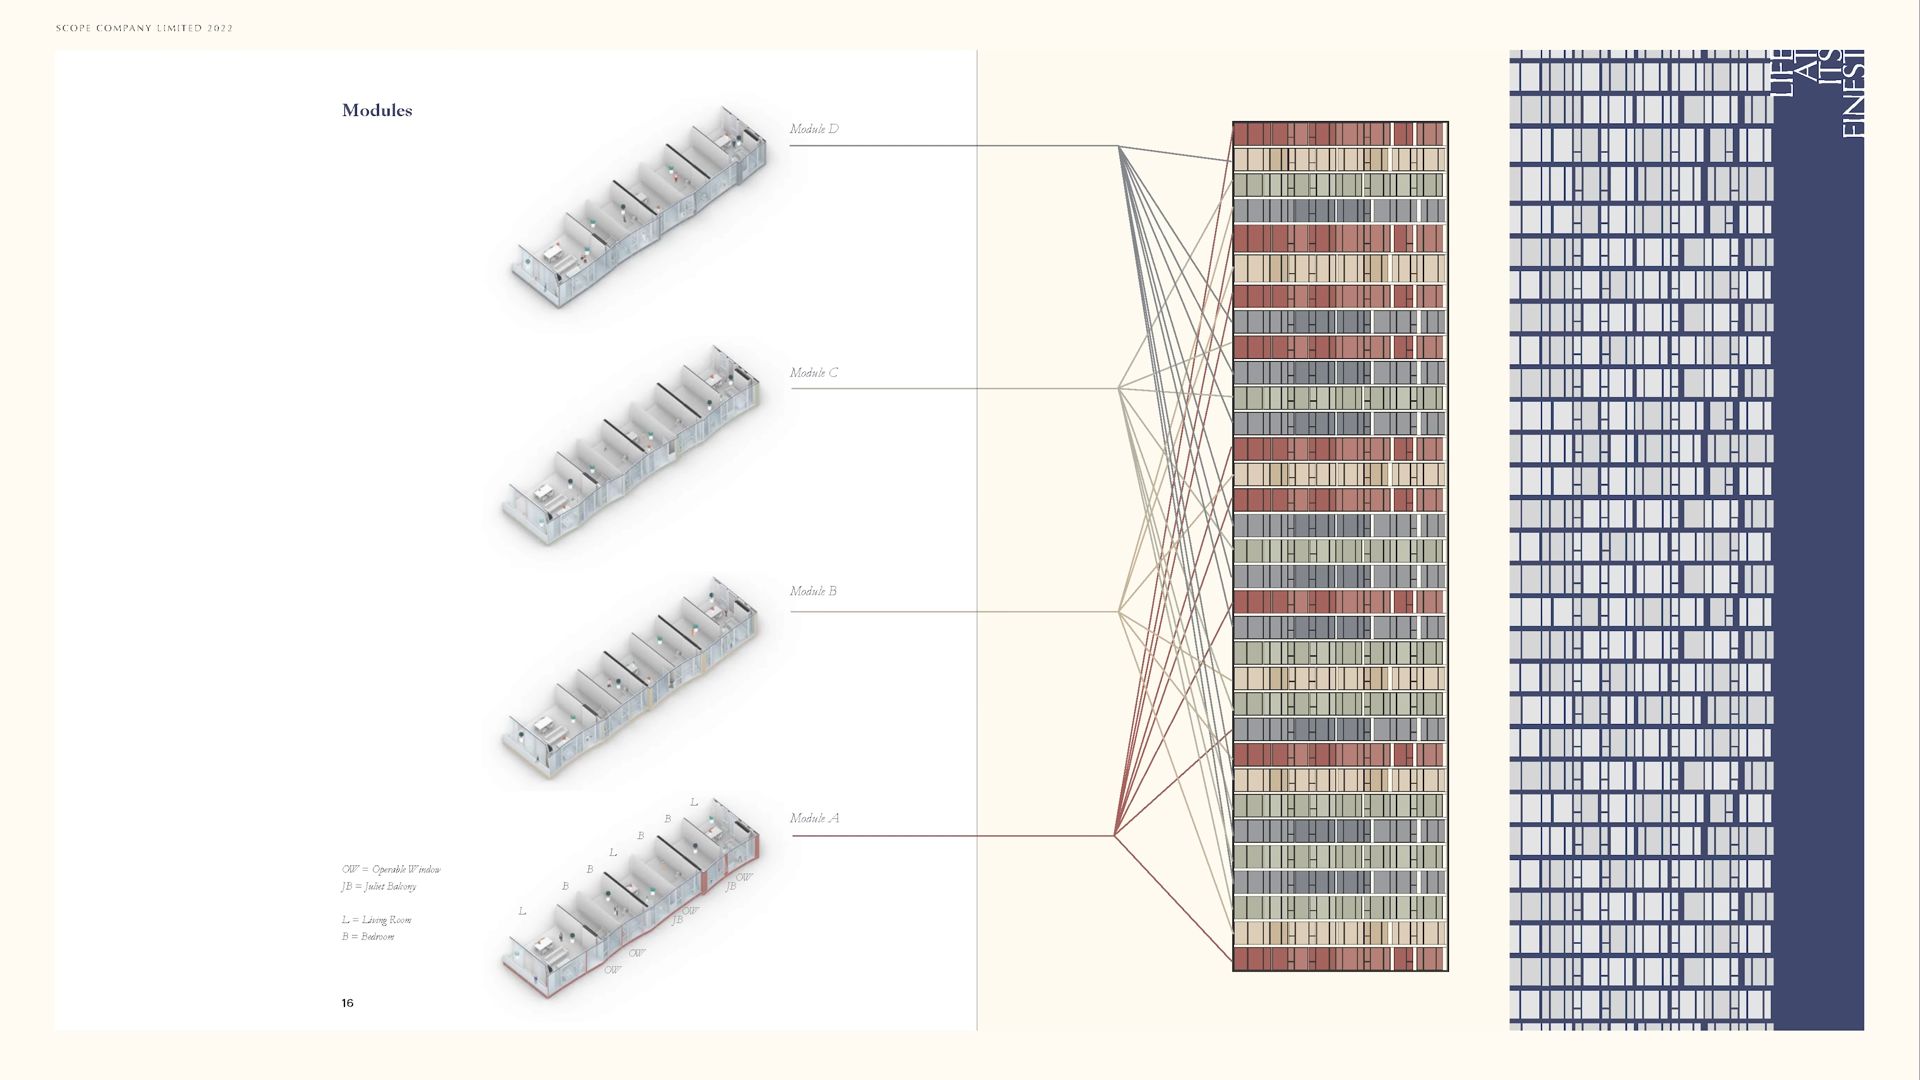 SCOPE COMPANY LIMITED 2022
LIFE
AT
ITS
FINEST
Modules
Module D
Module C
Module B
Module A
L
B
B
L
B
B
L
OW
JB
OW
JB
OW
OW
OW = Operable Window
JB = Juliet Balcony
L = Living Room
B = Bedroom
16